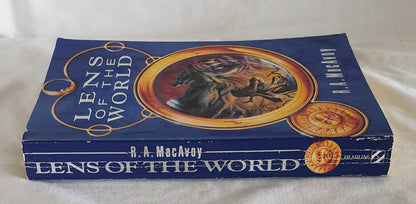 LENS
OF THE
WORLD
R.A. MacAvoy
R.A. MacAvoy
LENS OF THE WORLD
HEADLINE